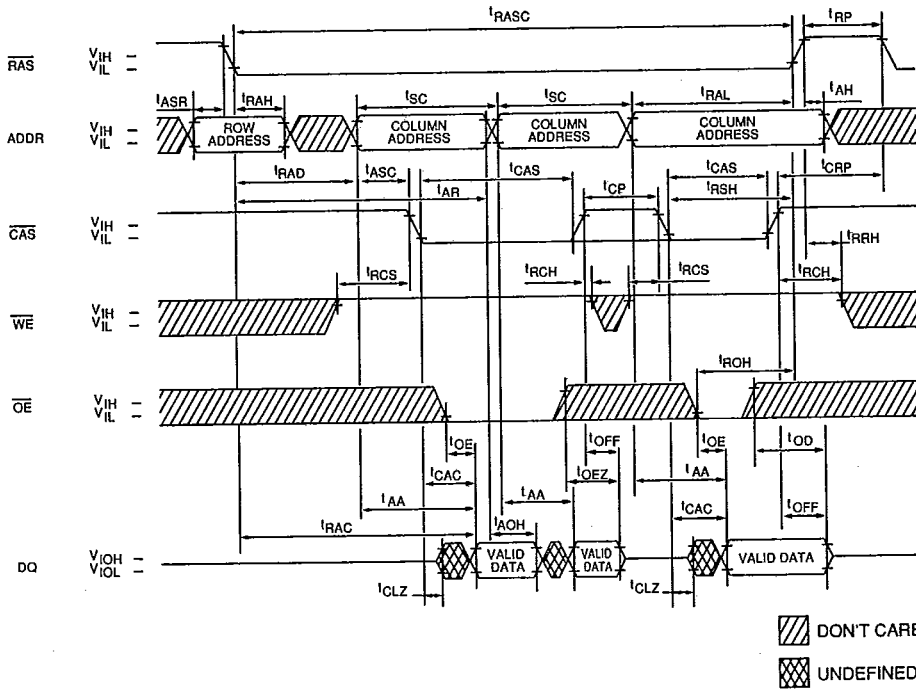 tRASC
tRP
RAS
VIH
VIL
tASR
tRAH
tSC
tSC
tRAL
tAH
ADDR
VIH
VIL
ROW
ADDRESS
COLUMN
ADDRESS
COLUMN
ADDRESS
COLUMN
ADDRESS
tRAD
tASC
tCAS
tCAS
tCRP
tAR
tCP
tRSH
CAS
VIH
VIL
tRRH
tRCS
tRCH
tRCS
tRCH
WE
VIH
VIL
tROH
OE
VIH
VIL
tOE
tOFF
tOE
tOD
tCAC
tOEZ
tAA
tAA
tAA
tCAC
tOFF
tRAC
tAOH
DQ
VIOH
VIOL
VALID
DATA
VALID
DATA
VALID DATA
tCLZ
tCLZ
DON'T CARE
UNDEFINED